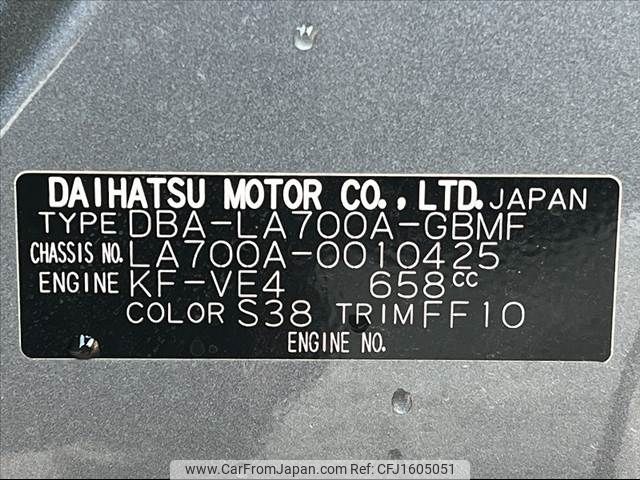 DAIHATSU MOTOR CO., LTD. JAPAN
TYPE DBA-LA700A-GBMF
CHASSIS NO. LA700A-0010425
ENGINE KF-VE4 658CC
COLOR S38 TRIM FF10
ENGINE NO.
www.CarFromJapan.com - CarFromJapan: CFJ1605051